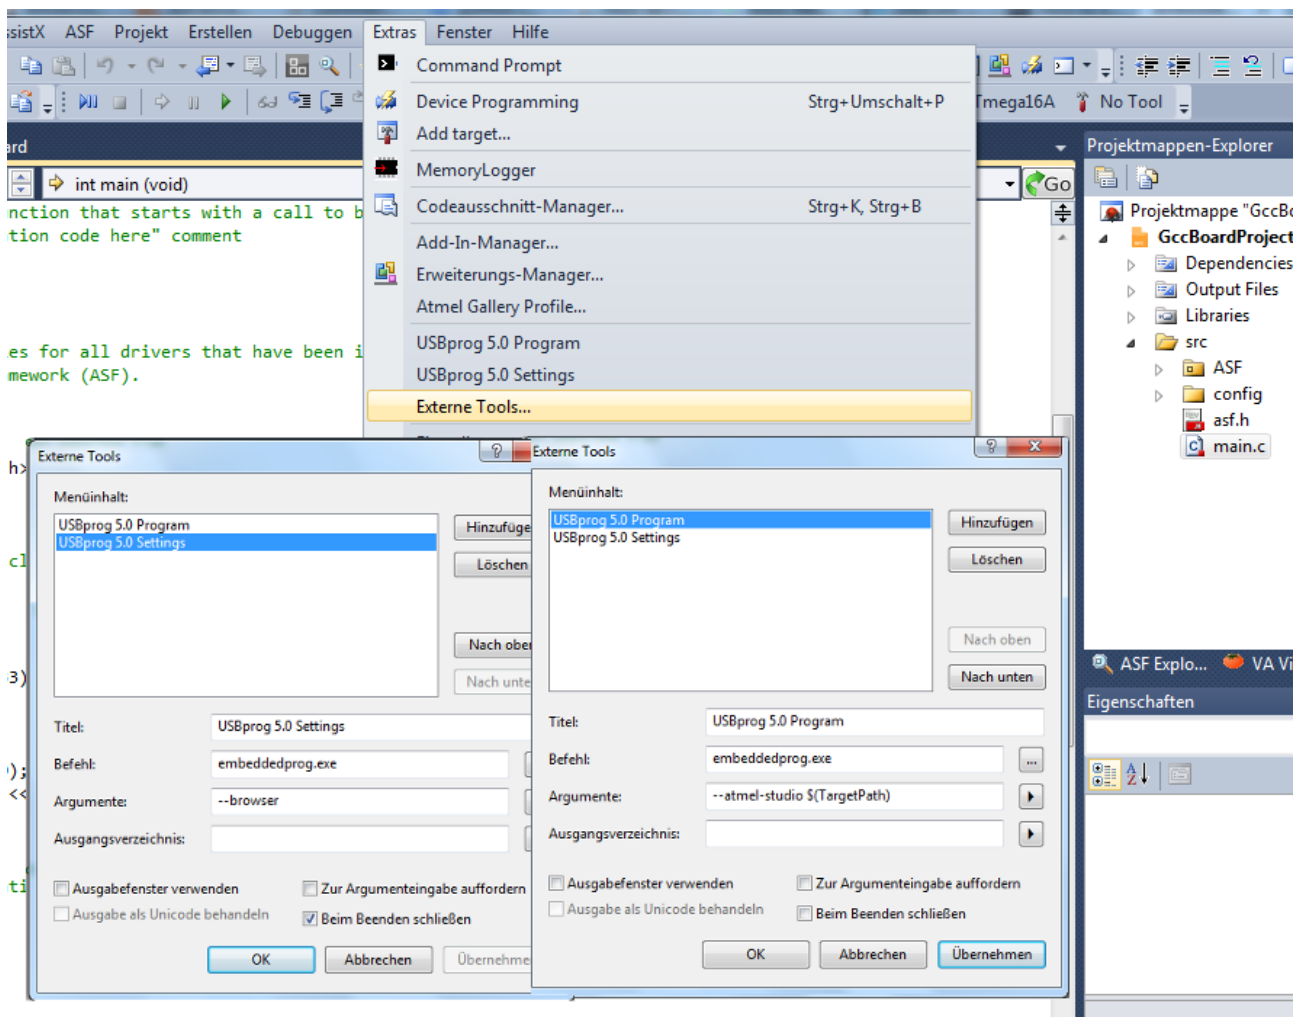 ssistX ASF Projekt Erstellen Debuggen Extras Fenster Hilfe
Command Prompt
Device Programming Strg+Umschalt+P
mega16A No Tool
Add target...
MemoryLogger
Codeausschnitt-Manager... Strg+K, Strg+B
Add-In-Manager...
Erweiterungs-Manager...
Atmel Gallery Profile...
USBprog 5.0 Program
USBprog 5.0 Settings
Externe Tools...
ard
int main (void)
Go
nction that starts with a call to b
tion code here" comment
es for all drivers that have been i
mework (ASF).
h>
cl
3)
);
<<
ti
Projektmappen-Explorer
Projektmappe "GccBo
GccBoardProject
Dependencies
Output Files
Libraries
src
ASF
config
asf.h
main.c
ASF Explo... VA Vi
Eigenschaften
Externe Tools
Menüinhalt:
USBprog 5.0 Program
USBprog 5.0 Settings
Hinzufüge
Löschen
Nach ober
Nach unte
Titel: USBprog 5.0 Settings
Befehl: embeddedprog.exe
Argumente: --browser
Ausgangsverzeichnis:
Ausgabefenster verwenden Zur Argumenteingabe auffordern
Ausgabe als Unicode behandeln Beim Beenden schließen
OK Abbrechen Übernehme
Externe Tools
Menüinhalt:
USBprog 5.0 Program
USBprog 5.0 Settings
Hinzufügen
Löschen
Nach oben
Nach unten
Titel: USBprog 5.0 Program
Befehl: embeddedprog.exe ...
Argumente: --atmel-studio $(TargetPath)
Ausgangsverzeichnis:
Ausgabefenster verwenden Zur Argumenteingabe auffordern
Ausgabe als Unicode behandeln Beim Beenden schließen
OK Abbrechen Übernehmen